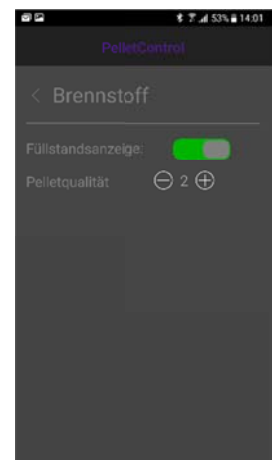 53% 14:01
PelletControl
< Brennstoff
Füllstandsanzeige:
Pelletqualität 2